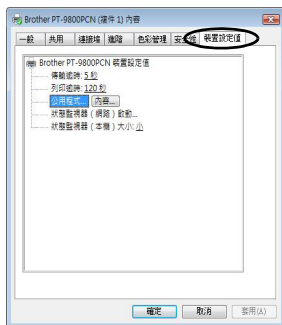 Brother PT-9800PCN (複件 1) 內容
一般 共用 連接埠 進階 色彩管理 安全性 裝置設定值
Brother PT-9800PCN 裝置設定值
傳輸逾時: 5 秒
列印逾時: 120 秒
公用程式... 內容...
狀態監視器 ( 網路 ) 啟動...
狀態監視器 ( 本機 ) 大小: 小
確定 取消 套用(A)